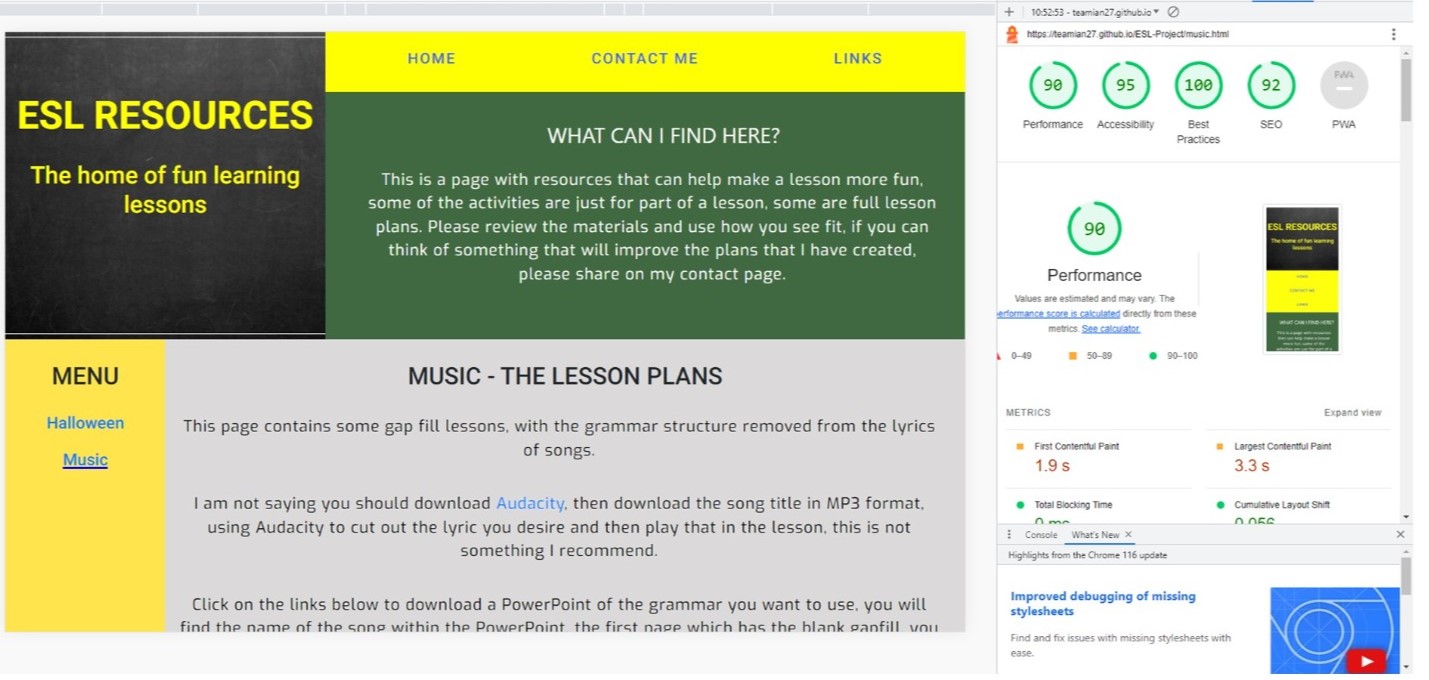 HOME CONTACT ME LINKS
ESL RESOURCES
The home of fun learning
lessons
WHAT CAN I FIND HERE?
This is a page with resources that can help make a lesson more fun,
some of the activities are just for part of a lesson, some are full lesson
plans. Please review the materials and use how you see fit, if you can
think of something that will improve the plans that I have created,
please share on my contact page.
MENU
Halloween
Music
MUSIC - THE LESSON PLANS
This page contains some gap fill lessons, with the grammar structure removed from the lyrics
of songs.
I am not saying you should download Audacity, then download the song title in MP3 format,
using Audacity to cut out the lyric you desire and then play that in the lesson, this is not
something I recommend.
Click on the links below to download a PowerPoint of the grammar you want to use, you will
find the name of the song within the PowerPoint, the first page which has the blank gapfill, you
10:52:53 - teamian27.github.io
https://teamian27.github.io/ESL-Project/music.html
90 95 100 92 PWA
Performance Accessibility Best Practices SEO PWA
90
Performance
Values are estimated and may vary. The
erformance score is calculated directly from these
metrics. See calculator.
0–49 50–89 90–100
ESL RESOURCES
The home of fun learning
lessons
WHAT CAN I FIND HERE?
METRICS Expand view
First Contentful Paint
1.9 s
Largest Contentful Paint
3.3 s
Total Blocking Time
0 ms
Cumulative Layout Shift
0.056
Console What's New
Highlights from the Chrome 116 update
Improved debugging of missing
stylesheets
Find and fix issues with missing stylesheets with
ease.